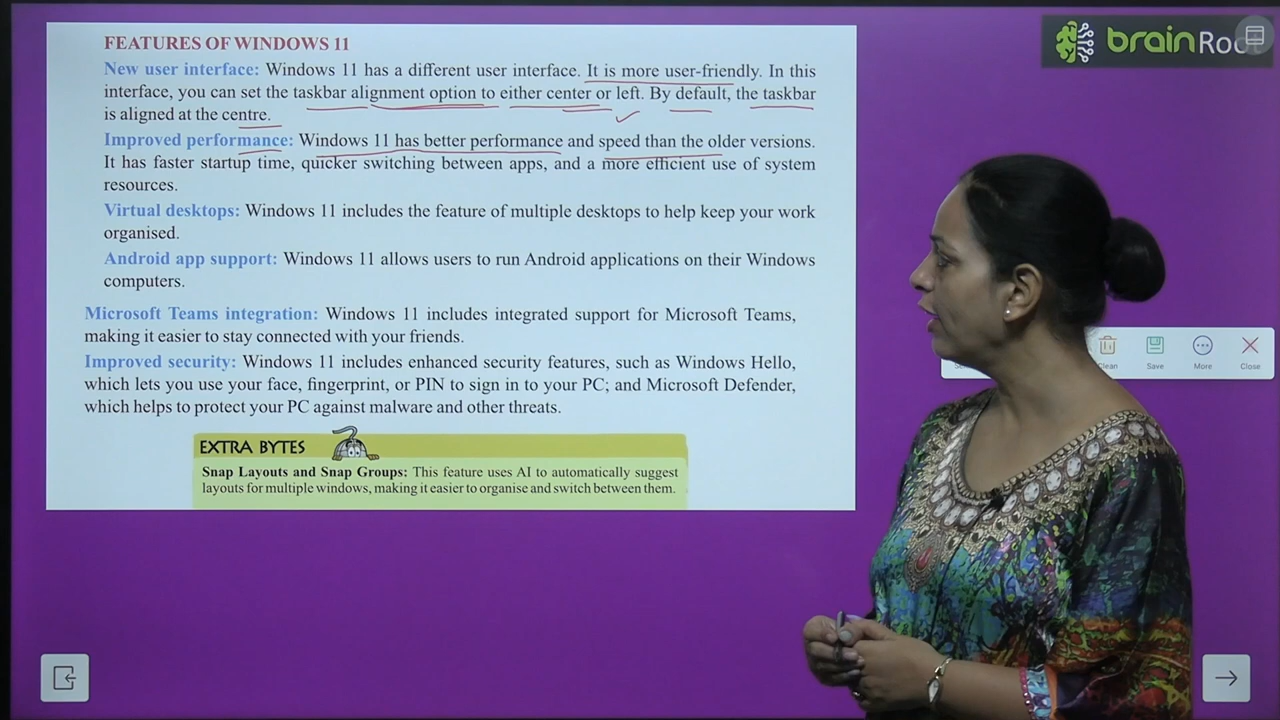 FEATURES OF WINDOWS 11
New user interface: Windows 11 has a different user interface. It is more user-friendly. In this
interface, you can set the taskbar alignment option to either center or left. By default, the taskbar
is aligned at the centre.
Improved performance: Windows 11 has better performance and speed than the older versions.
It has faster startup time, quicker switching between apps, and a more efficient use of system
resources.
Virtual desktops: Windows 11 includes the feature of multiple desktops to help keep your work
organised.
Android app support: Windows 11 allows users to run Android applications on their Windows
computers.
Microsoft Teams integration: Windows 11 includes integrated support for Microsoft Teams,
making it easier to stay connected with your friends.
Improved security: Windows 11 includes enhanced security features, such as Windows Hello,
which lets you use your face, fingerprint, or PIN to sign in to your PC; and Microsoft Defender,
which helps to protect your PC against malware and other threats.
EXTRA BYTES
Snap Layouts and Snap Groups: This feature uses AI to automatically suggest
layouts for multiple windows, making it easier to organise and switch between them.
brain
Clean Save More Close